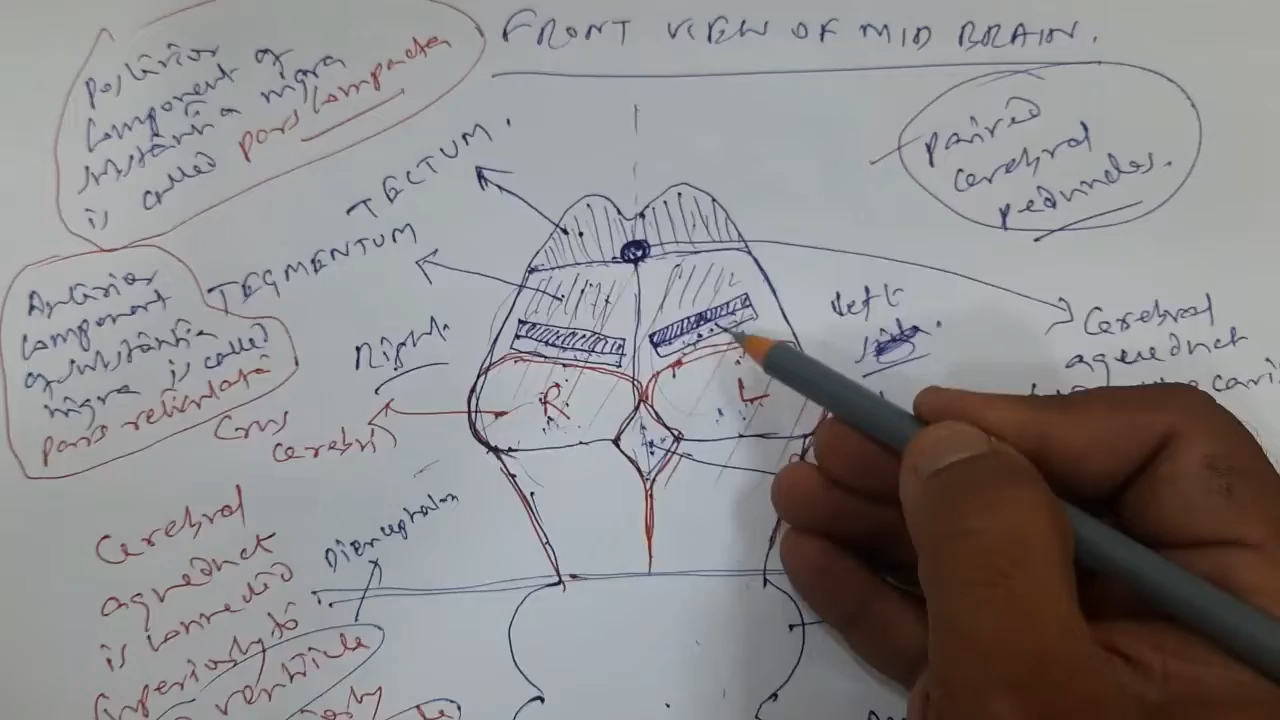 FRONT VIEW OF MID BRAIN.
Posterior
component of
substantia nigra
is called pars compacta
paired
cerebral
peduncles.
TECTUM.
TEGMENTUM
Anterior
component
of substantia
nigra is called
pars reticulata
Right.
left
Crus
cerebri
R
L
Cerebral
aqueduct
Diencephalon
Cerebral
aqueduct
is connected
superiorly to
ventricle